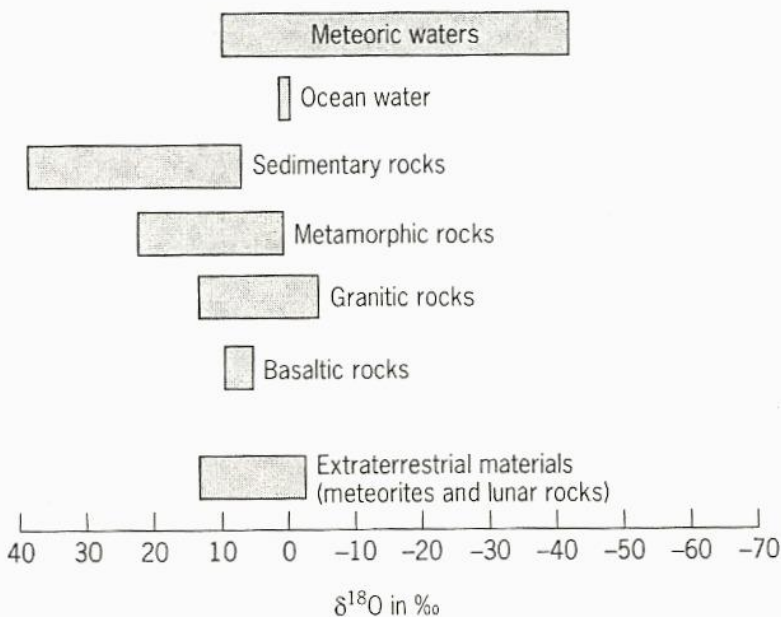 Meteoric waters
Ocean water
Sedimentary rocks
Metamorphic rocks
Granitic rocks
Basaltic rocks
Extraterrestrial materials
(meteorites and lunar rocks)
40 30 20 10 0 –10 –20 –30 –40 –50 –60 –70
δ¹⁸O in ‰